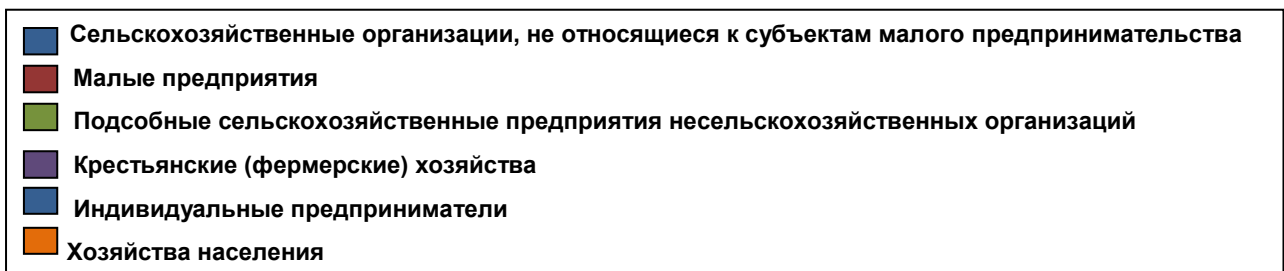 Сельскохозяйственные организации, не относящиеся к субъектам малого предпринимательства
Малые предприятия
Подсобные сельскохозяйственные предприятия несельскохозяйственных организаций
Крестьянские (фермерские) хозяйства
Индивидуальные предприниматели
Хозяйства населения